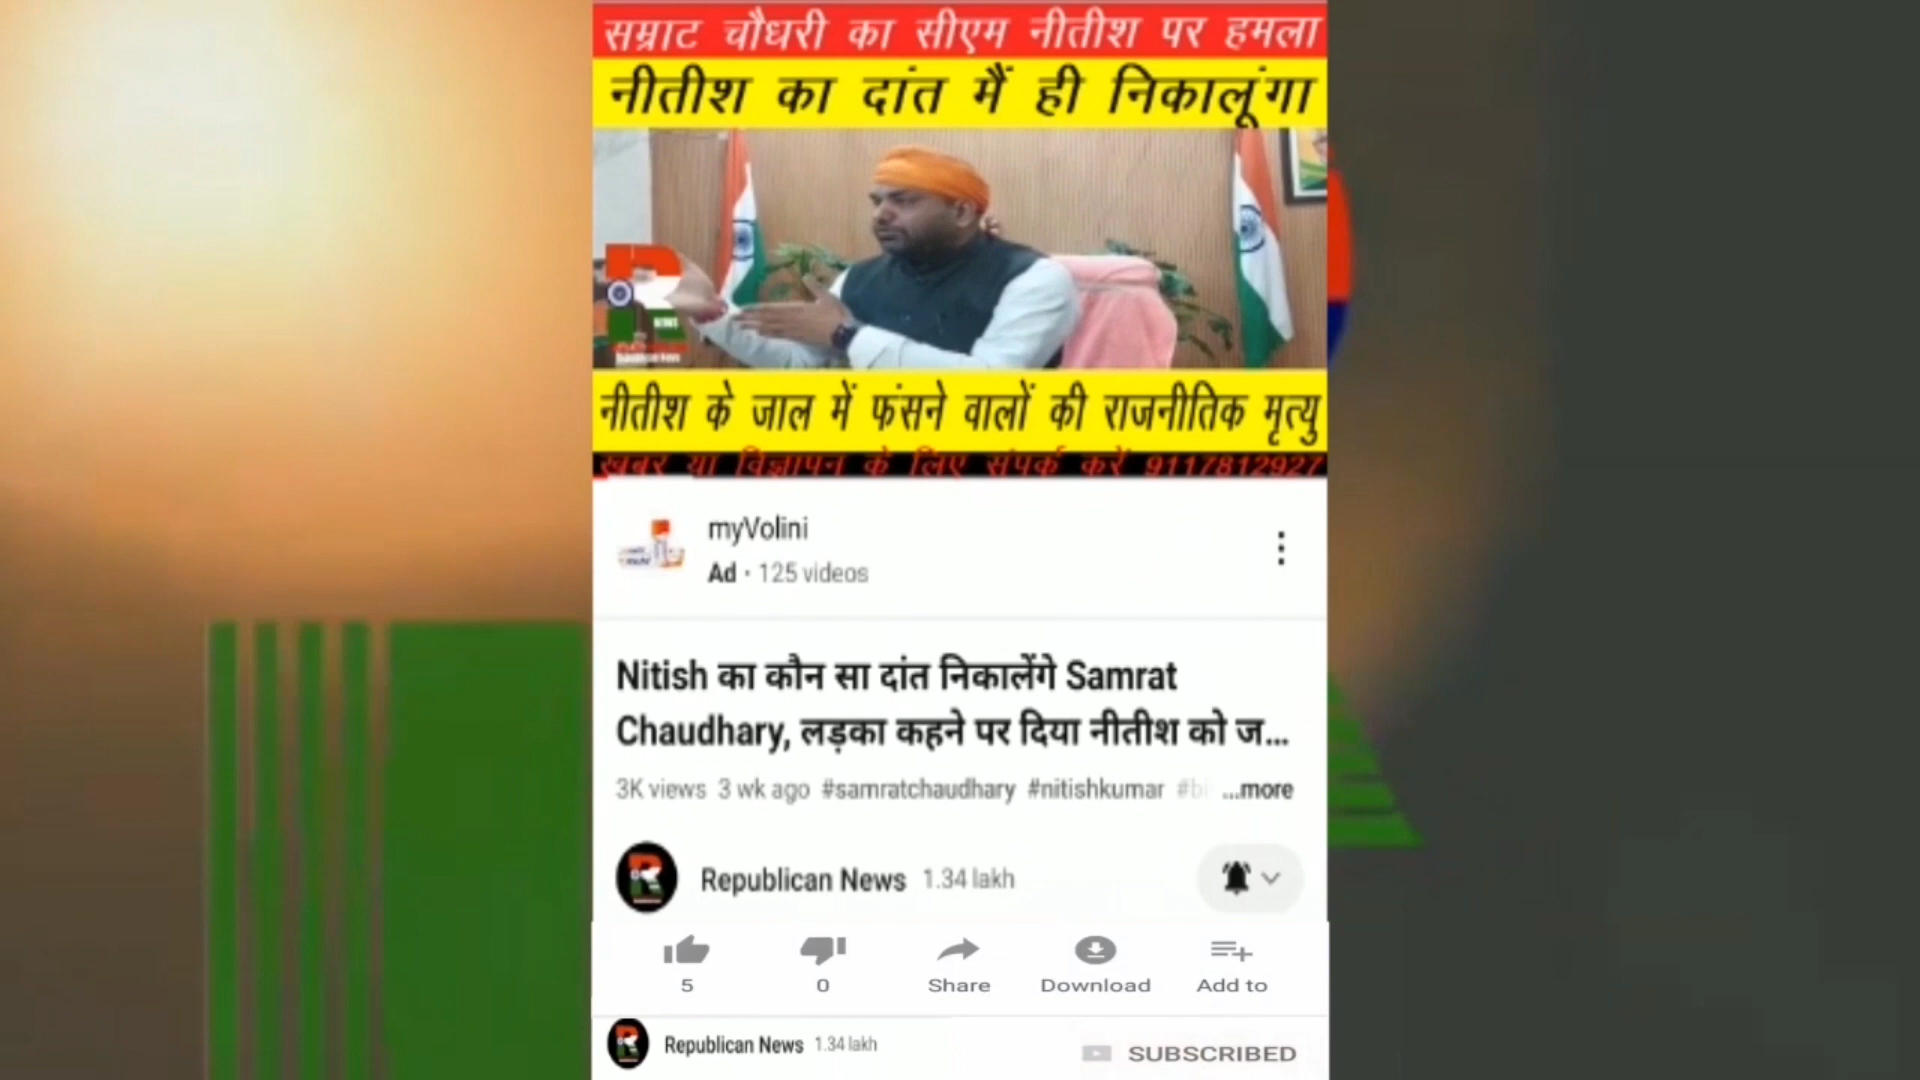 सम्राट चौधरी का सीएम नीतीश पर हमला
नीतीश का दांत मैं ही निकालूंगा
NEWS
नीतीश के जाल में फंसने वालों की राजनीतिक मृत्यु
खबर या विज्ञापन के लिए संपर्क करें 9117812927
myVolini
Ad · 125 videos
Nitish का कौन सा दांत निकालेंगे Samrat
Chaudhary, लड़का कहने पर दिया नीतीश को ज...
3K views 3 wk ago #samratchaudhary #nitishkumar #bi ...more
Republican News 1.34 lakh
5 0 Share Download Add to
Republican News 1.34 lakh
SUBSCRIBED